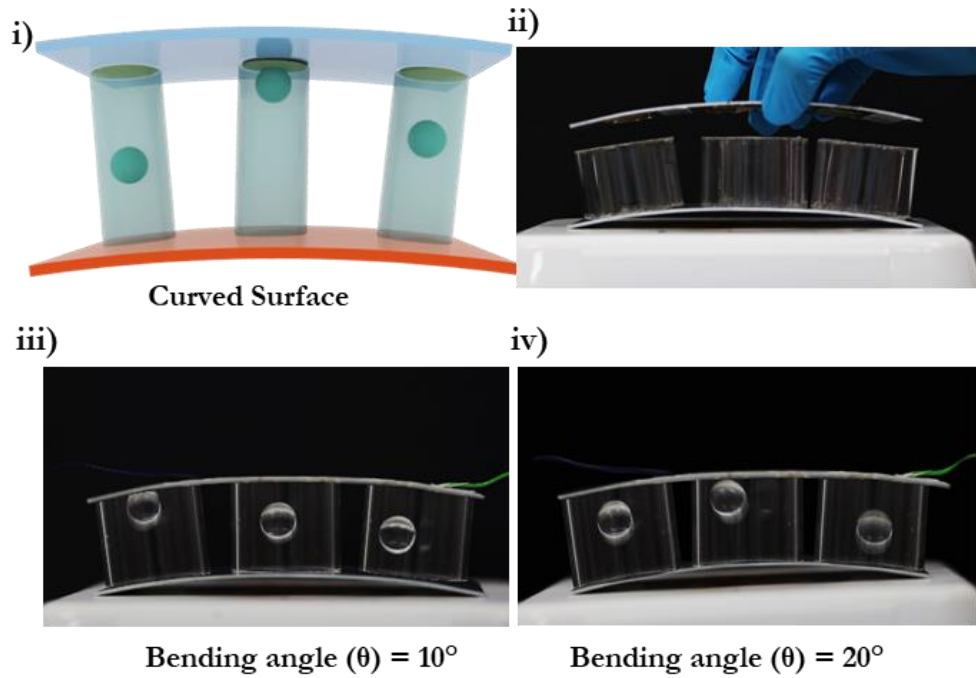 i)
ii)
Curved Surface
iii)
iv)
Bending angle (θ) = 10°
Bending angle (θ) = 20°